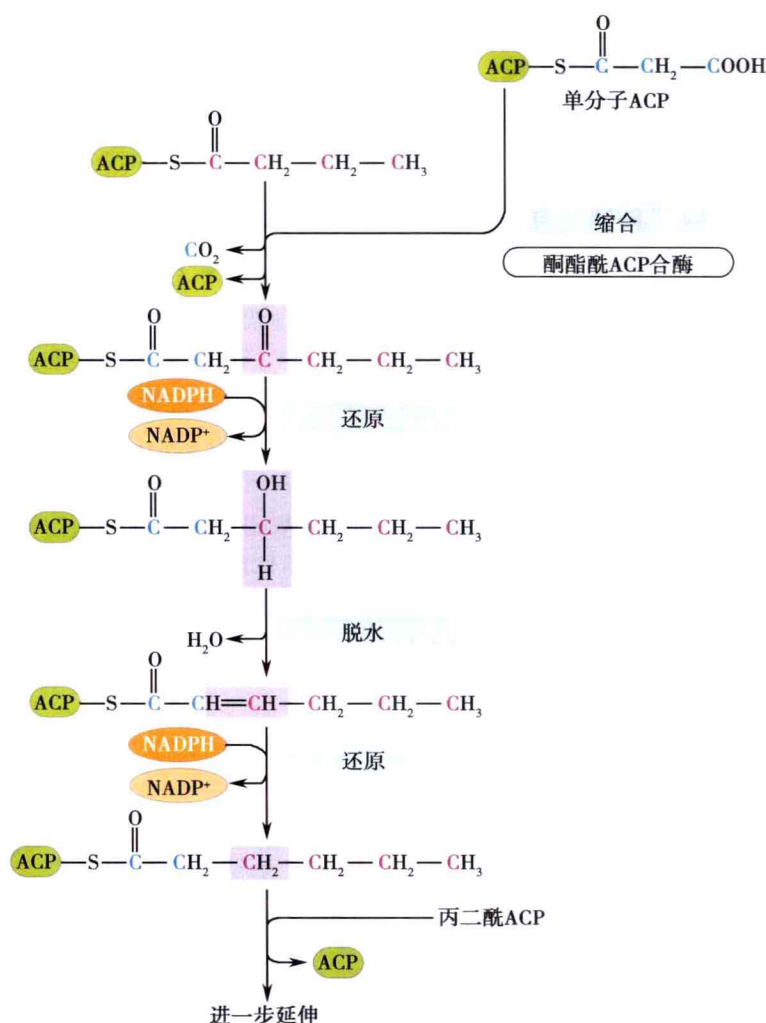 ACP—S—C—CH₂—COOH
O
单分子ACP
O
ACP—S—C—CH₂—CH₂—CH₃
CO₂
缩合
ACP
酮酯酰ACP合酶
O O
ACP—S—C—CH₂—C—CH₂—CH₂—CH₃
NADPH
还原
NADP⁺
O OH
ACP—S—C—CH₂—C—CH₂—CH₂—CH₃
H
H₂O
脱水
O
ACP—S—C—CH=CH—CH₂—CH₂—CH₃
NADPH
还原
NADP⁺
O
ACP—S—C—CH₂—CH₂—CH₂—CH₂—CH₃
丙二酰ACP
ACP
进一步延伸